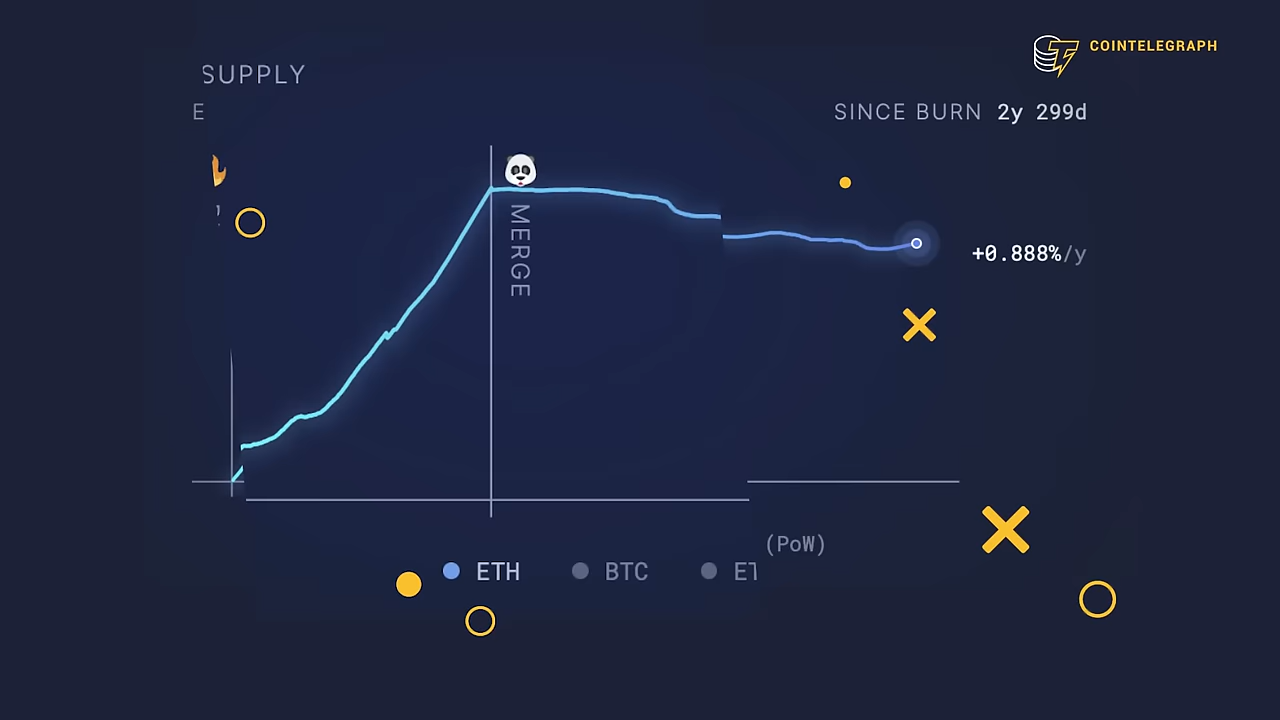 SUPPLY
COINTELEGRAPH
E
SINCE BURN 2y 299d
MERGE
+0.888%/y
(PoW)
ETH
BTC